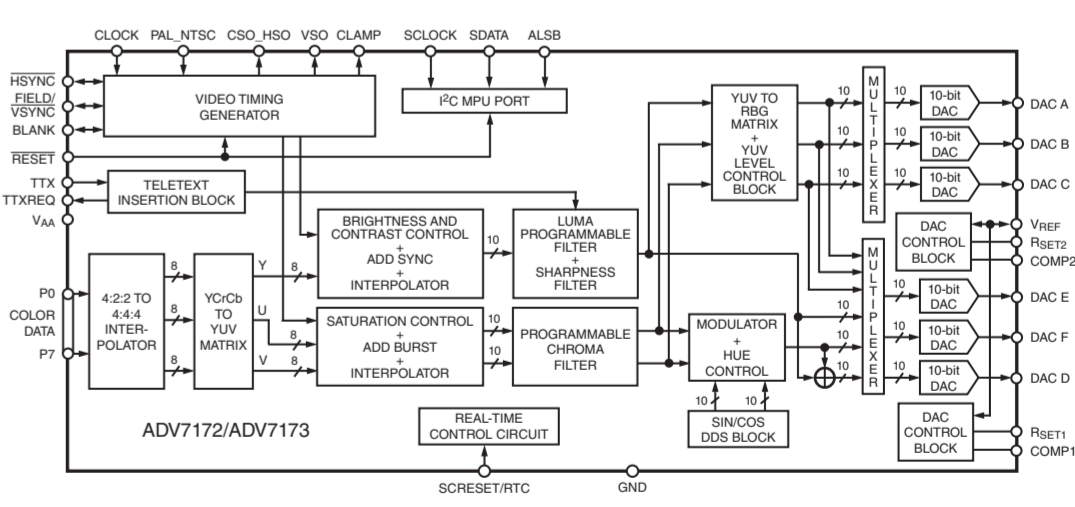 CLOCK PAL_NTSC CSO_HSO VSO CLAMP SCLOCK SDATA ALSB
HSYNC
FIELD/
VSYNC
BLANK
RESET
TTX
TTXREQ
VAA
P0
COLOR
DATA
P7
VIDEO TIMING
GENERATOR
I2C MPU PORT
TELETEXT
INSERTION BLOCK
4:2:2 TO
4:4:4
INTER-
POLATOR
8
8
8
YCrCb
TO
YUV
MATRIX
Y 8
U 8
V 8
BRIGHTNESS AND
CONTRAST CONTROL
+
ADD SYNC
+
INTERPOLATOR
10
SATURATION CONTROL
+
ADD BURST
+
INTERPOLATOR
10
10
LUMA
PROGRAMMABLE
FILTER
+
SHARPNESS
FILTER
PROGRAMMABLE
CHROMA
FILTER
YUV TO
RBG
MATRIX
+
YUV
LEVEL
CONTROL
BLOCK
MODULATOR
+
HUE
CONTROL
10 10
SIN/COS
DDS BLOCK
10
10
10
MULTIPLEXER
10
10
10
10-bit
DAC
10-bit
DAC
10-bit
DAC
DAC
CONTROL
BLOCK
10
10
10
MULTIPLEXER
10
10
10
10-bit
DAC
10-bit
DAC
10-bit
DAC
DAC
CONTROL
BLOCK
DAC A
DAC B
DAC C
VREF
RSET2
COMP2
DAC E
DAC F
DAC D
RSET1
COMP1
ADV7172/ADV7173
REAL-TIME
CONTROL CIRCUIT
SCRESET/RTC
GND